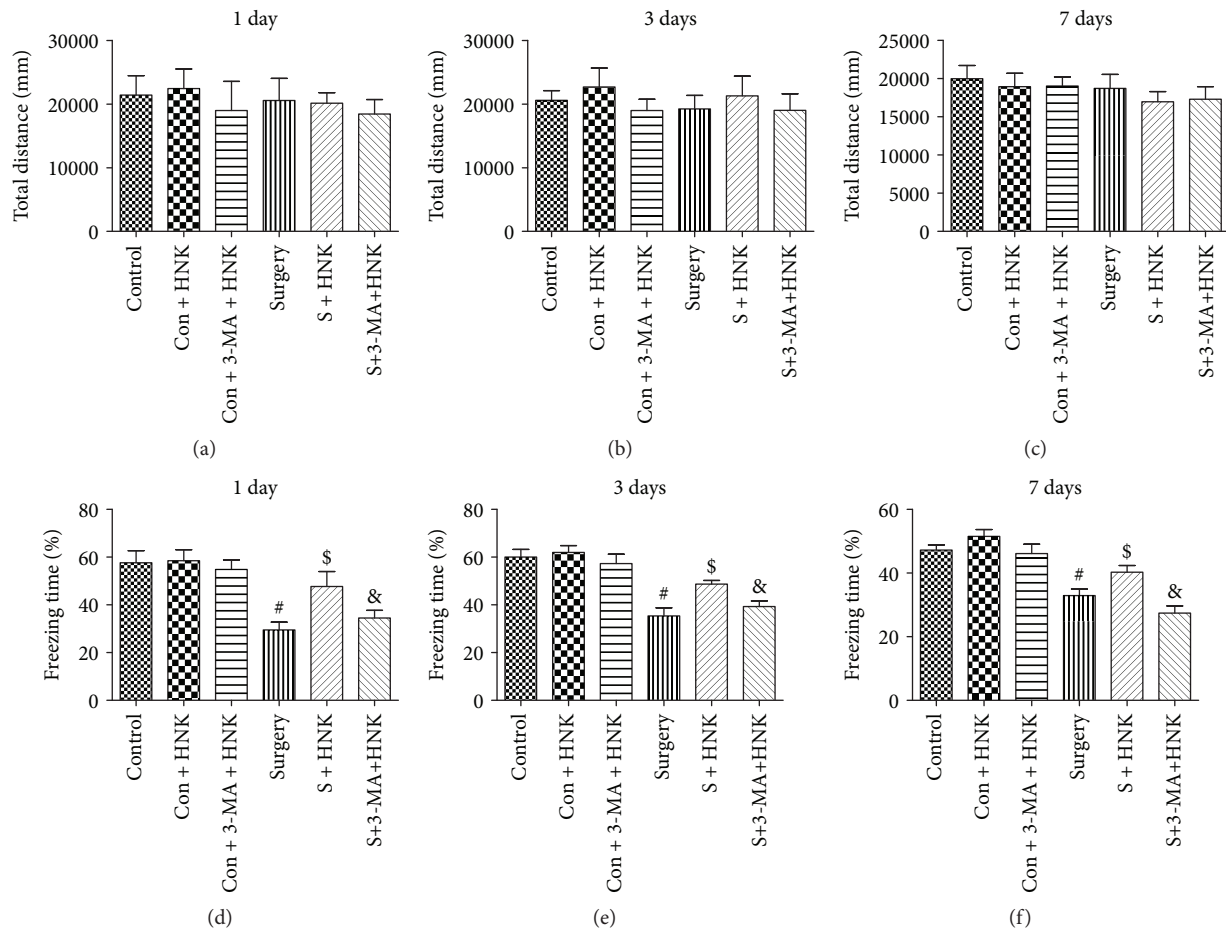 1 day
Total distance (mm)
30000
20000
10000
0
Control
Con + HNK
Con + 3-MA + HNK
Surgery
S + HNK
S+3-MA+HNK
(a)
3 days
Total distance (mm)
30000
20000
10000
0
Control
Con + HNK
Con + 3-MA + HNK
Surgery
S + HNK
S+3-MA+HNK
(b)
7 days
Total distance (mm)
25000
20000
15000
10000
5000
0
Control
Con + HNK
Con + 3-MA + HNK
Surgery
S + HNK
S+3-MA+HNK
(c)
1 day
Freezing time (%)
80
60
40
20
0
#
$
&
Control
Con + HNK
Con + 3-MA + HNK
Surgery
S + HNK
S+3-MA+HNK
(d)
3 days
Freezing time (%)
80
60
40
20
0
#
$
&
Control
Con + HNK
Con + 3-MA + HNK
Surgery
S + HNK
S+3-MA+HNK
(e)
7 days
Freezing time (%)
60
40
20
0
#
$
&
Control
Con + HNK
Con + 3-MA + HNK
Surgery
S + HNK
S+3-MA+HNK
(f)